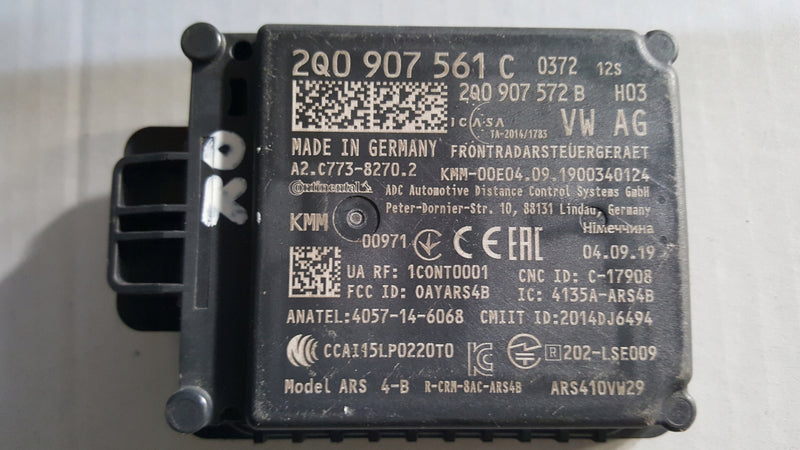 2Q0 907 561 C 0372 12S
2Q0 907 572 B H03
ICASA
TA-2014/1783
VW AG
MADE IN GERMANY FRONTRADARSTEUERGERAET
A2.C773-8270.2 KMM-00E04.09.1900340124
Continental ADC Automotive Distance Control Systems GmbH
Peter-Dornier-Str. 10, 88131 Lindau, Germany
KMM Німеччина
00971 CE EAC 04.09.19
UA RF: 1CONT0001 CNC ID: C-17908
FCC ID: OAYARS4B IC: 4135A-ARS4B
ANATEL:4057-14-6068 CMIIT ID:2014DJ6494
CCAI15LP0220T0 R 202-LSE009
Model ARS 4-B R-CRM-8AC-ARS4B ARS410VW29
OK